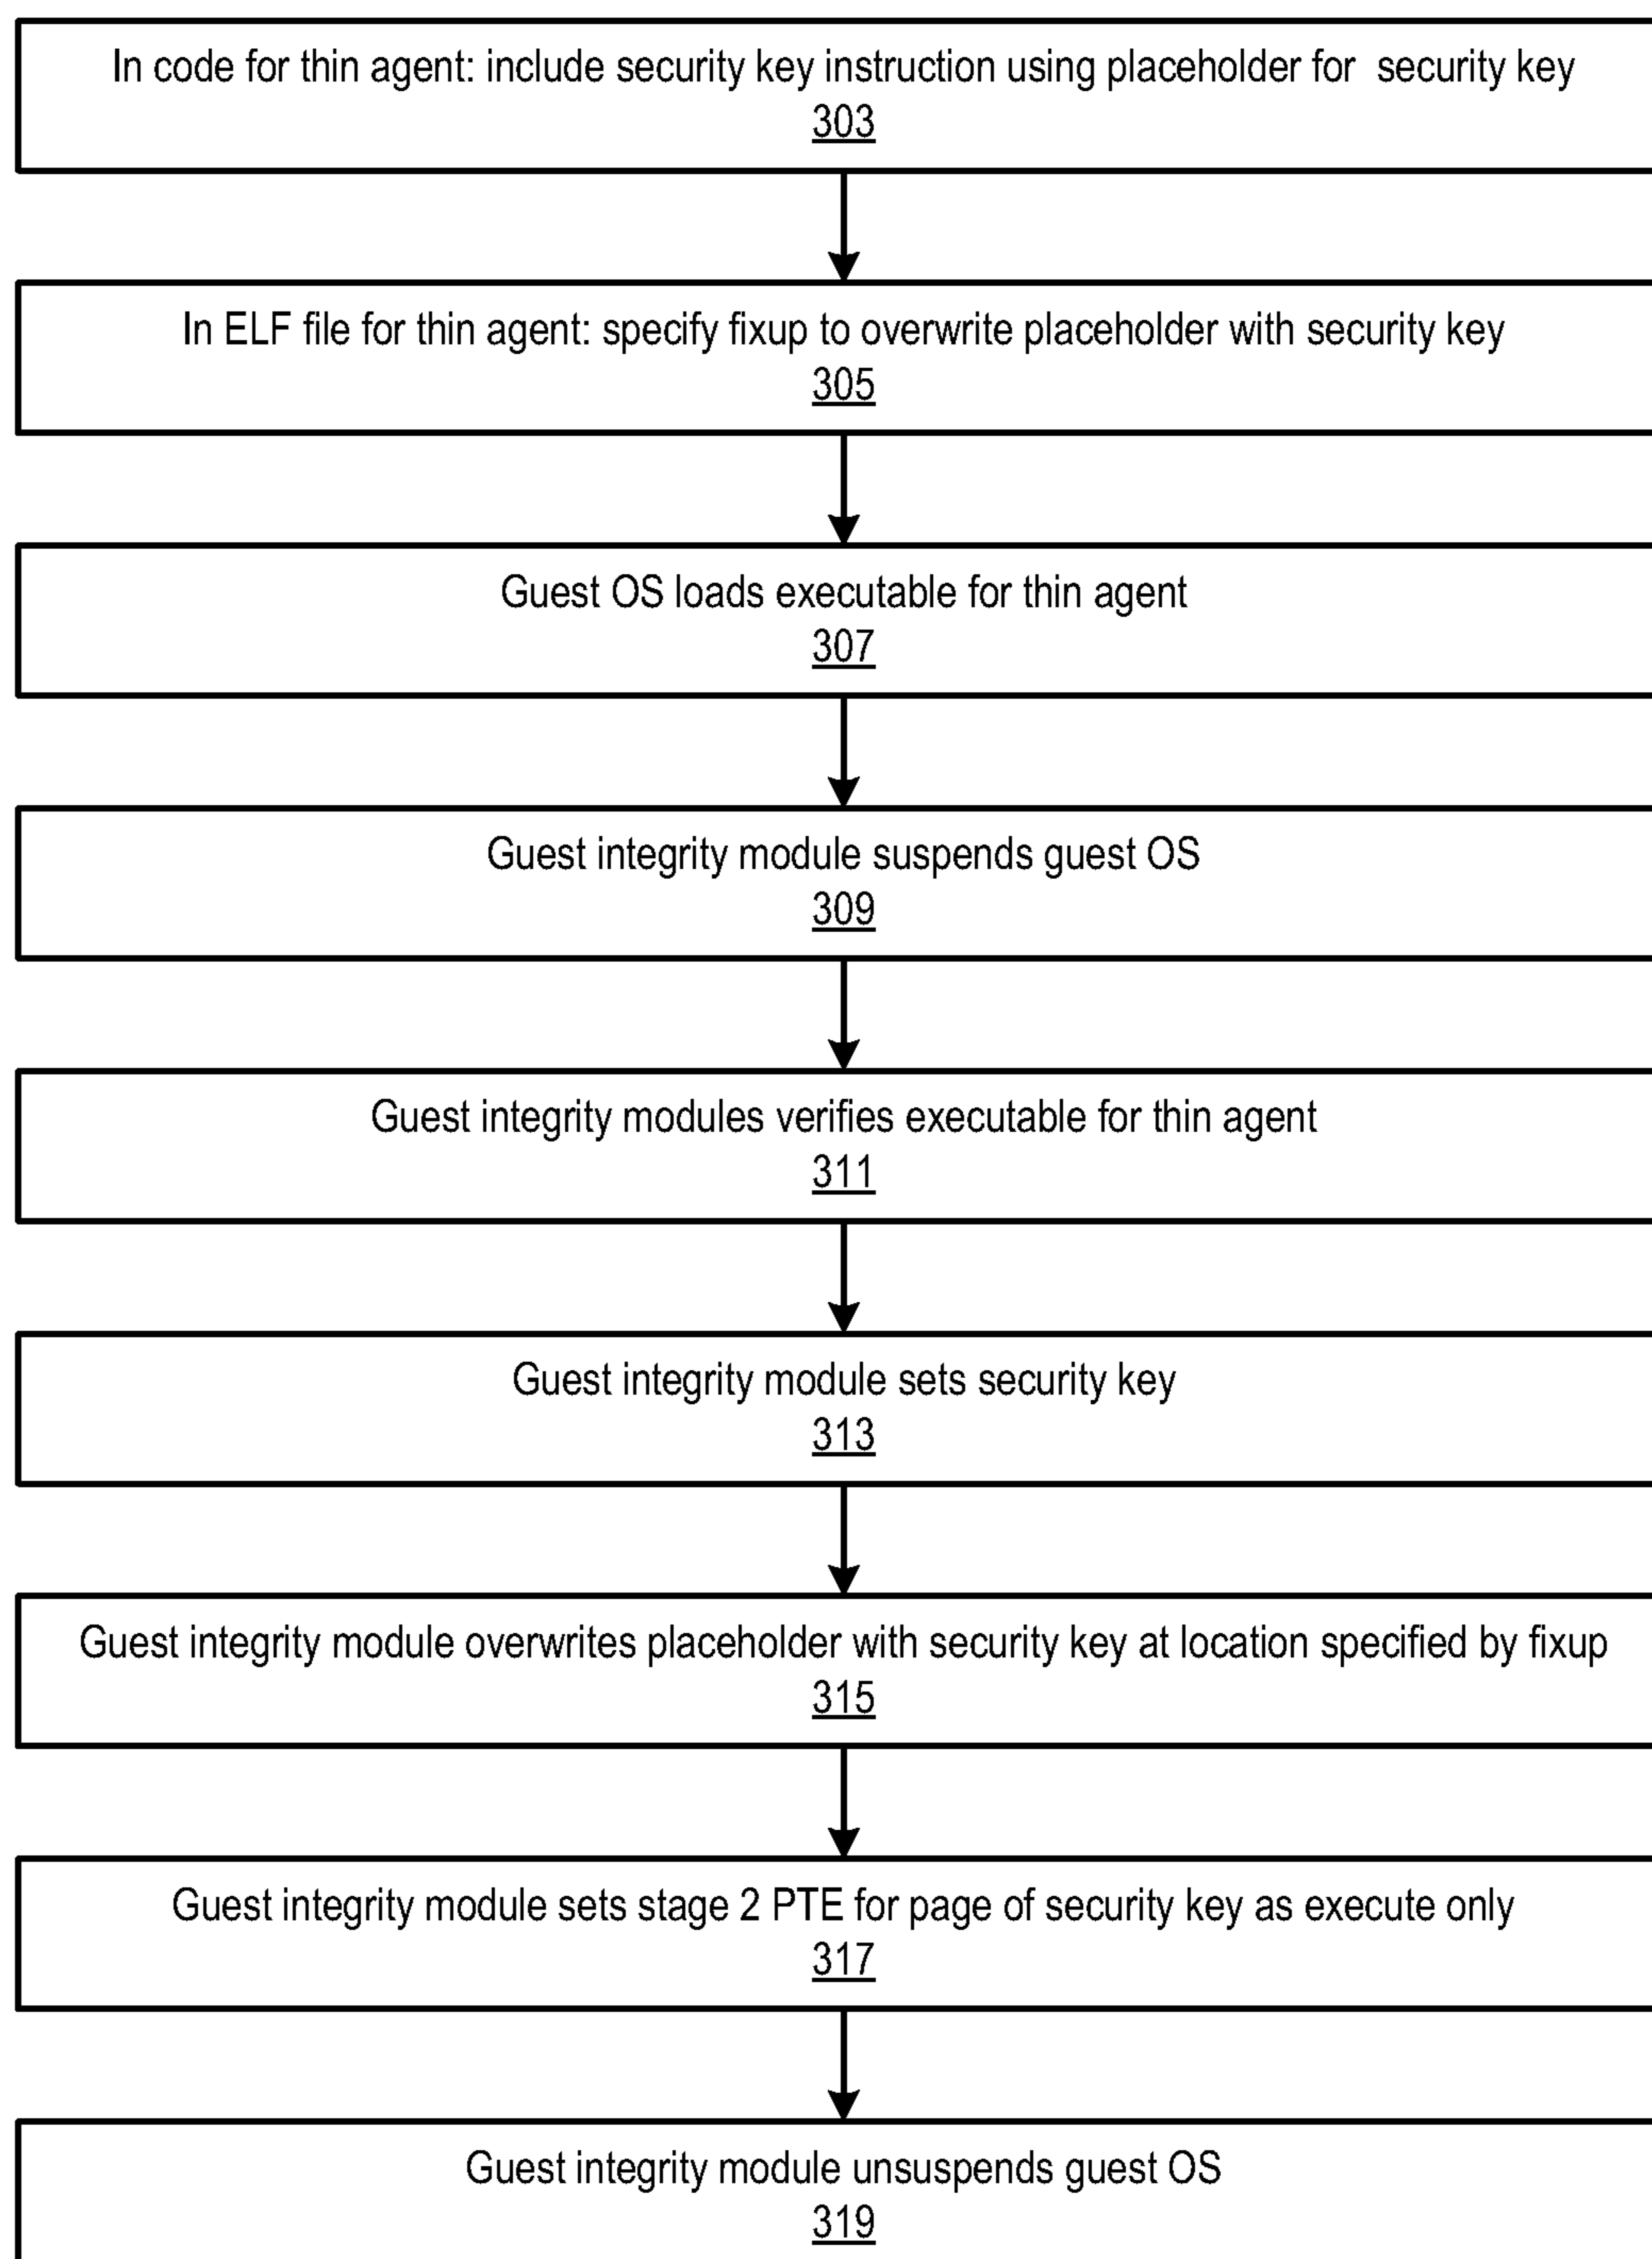 In code for thin agent: include security key instruction using placeholder for security key
303
In ELF file for thin agent: specify fixup to overwrite placeholder with security key
305
Guest OS loads executable for thin agent
307
Guest integrity module suspends guest OS
309
Guest integrity modules verifies executable for thin agent
311
Guest integrity module sets security key
313
Guest integrity module overwrites placeholder with security key at location specified by fixup
315
Guest integrity module sets stage 2 PTE for page of security key as execute only
317
Guest integrity module unsuspends guest OS
319